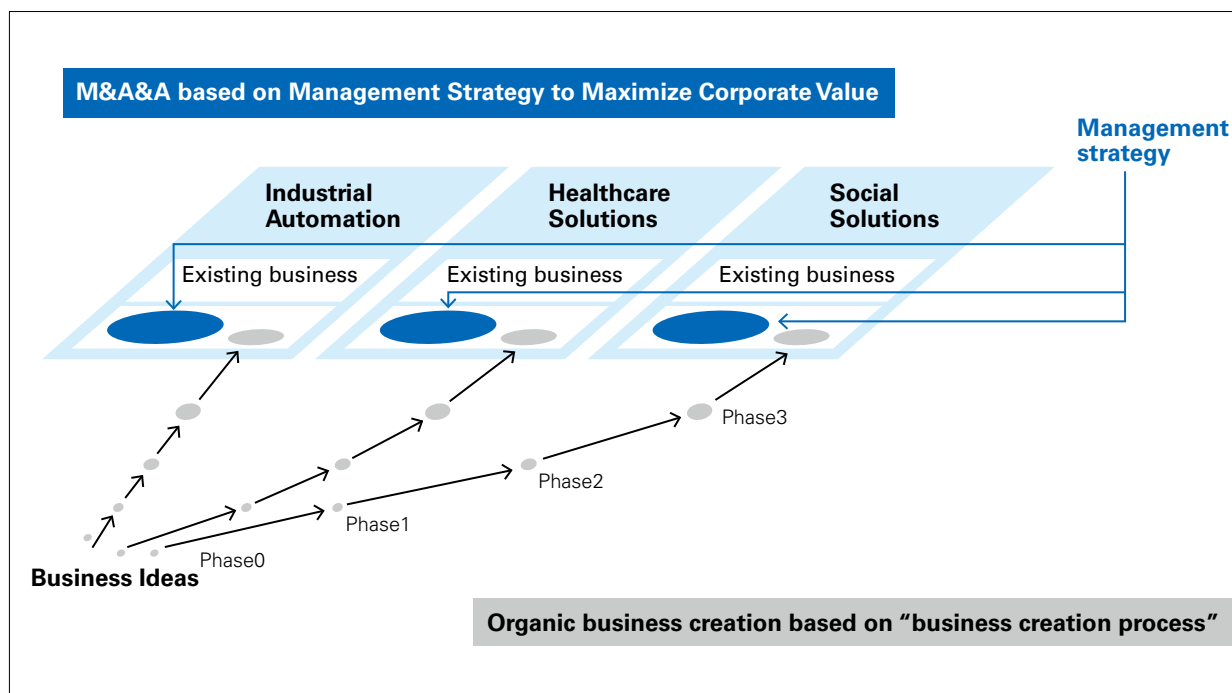 M&A&A based on Management Strategy to Maximize Corporate Value
Management
strategy
Industrial
Automation
Healthcare
Solutions
Social
Solutions
Existing business
Existing business
Existing business
Phase3
Phase2
Phase1
Phase0
Business Ideas
Organic business creation based on “business creation process”